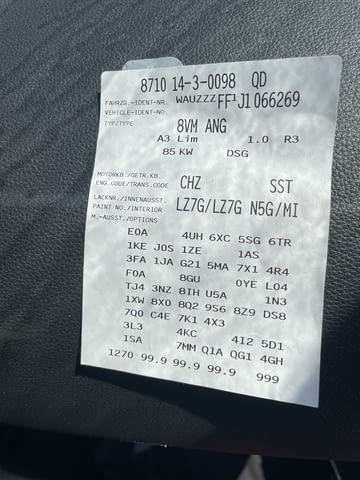 8710 14-3-0098 QD
FAHRZG.-IDENT-NR. WAUZZZFF1J1066269
VEHICLE-IDENT-NO.
TYP/TYPE 8VM ANG
A3 Lim 1.0 R3
85 KW DSG
MOTORKB./GETR.KB.
ENG.CODE/TRANS.CODE CHZ SST
LACKNR./INNENAUSST.
PAINT NO./INTERIOR LZ7G/LZ7G N5G/MI
M.-AUSST./OPTIONS
E0A 4UH 6XC 5SG 6TR
1KE J0S 1ZE 1AS
3FA 1JA G21 5MA 7X1 4R4
F0A 8GU 0YE L04
TJ4 3NZ 8IH U5A 1N3
1XW 8X0 8Q2 9S6 8Z9 DS8
7Q0 C4E 7K1 4X3
3L3 4KC 4I2 5D1
1SA 7MM Q1A QG1 4GH
1270 99.9 99.9 99.9 999